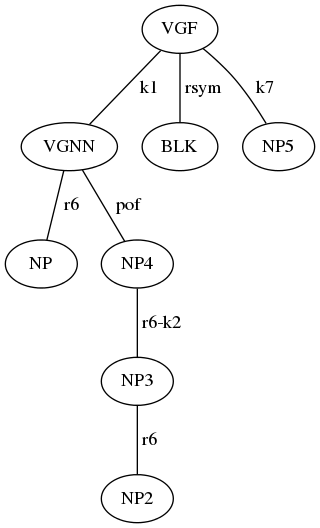 VGF
k1 rsym k7
VGNN BLK NP5
r6 pof
NP NP4
r6-k2
NP3
r6
NP2